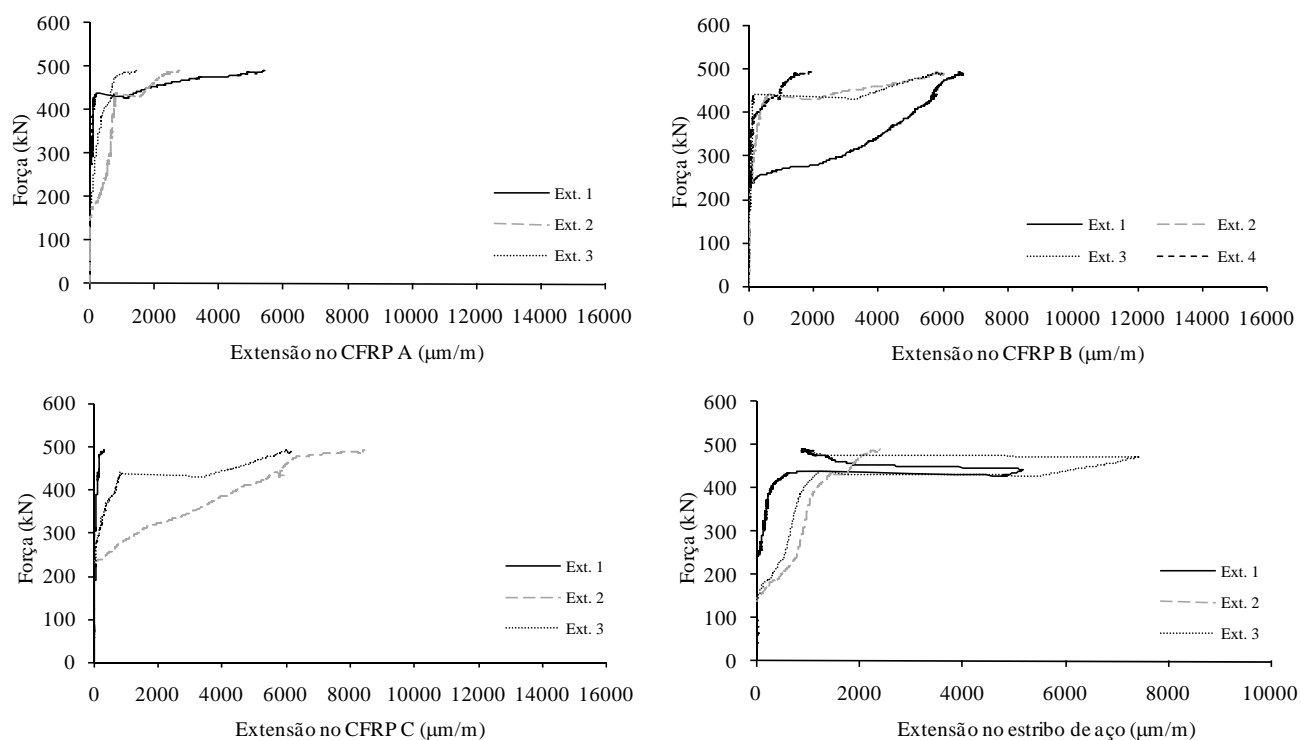 600
500
400
300
200
100
0
Força (kN)
Ext. 1
Ext. 2
Ext. 3
0 2000 4000 6000 8000 10000 12000 14000 16000
Extensão no CFRP A (μm/m)
600
500
400
300
200
100
0
Força (kN)
Ext. 1 Ext. 2
Ext. 3 Ext. 4
0 2000 4000 6000 8000 10000 12000 14000 16000
Extensão no CFRP B (μm/m)
600
500
400
300
200
100
0
Força (kN)
Ext. 1
Ext. 2
Ext. 3
0 2000 4000 6000 8000 10000 12000 14000 16000
Extensão no CFRP C (μm/m)
600
500
400
300
200
100
0
Força (kN)
Ext. 1
Ext. 2
Ext. 3
0 2000 4000 6000 8000 10000
Extensão no estribo de aço (μm/m)